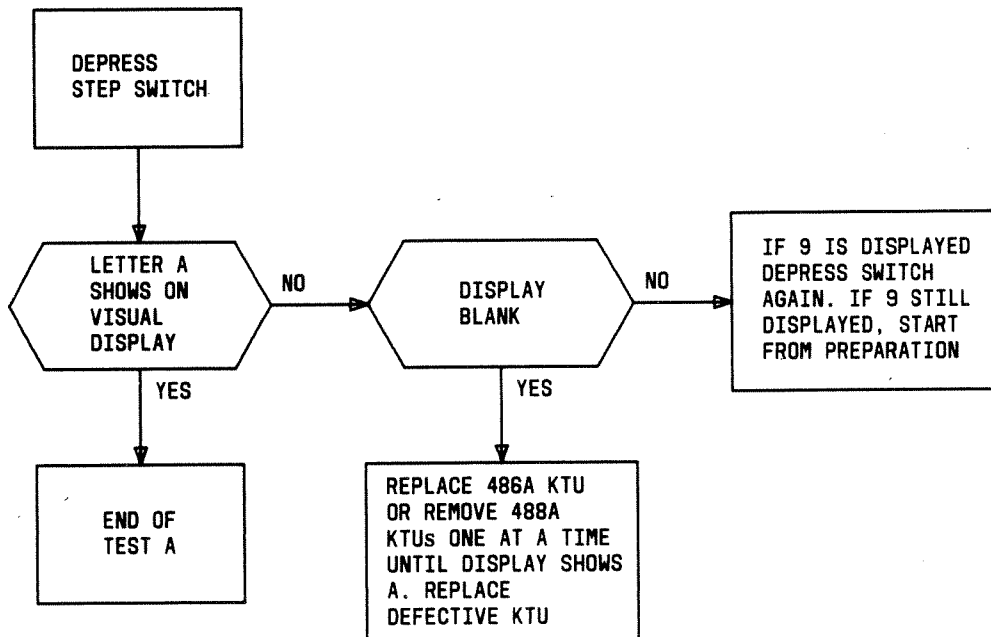 DEPRESS
STEP SWITCH
LETTER A
SHOWS ON
VISUAL
DISPLAY
NO
DISPLAY
BLANK
NO
IF 9 IS DISPLAYED
DEPRESS SWITCH
AGAIN. IF 9 STILL
DISPLAYED, START
FROM PREPARATION
YES
YES
END OF
TEST A
REPLACE 486A KTU
OR REMOVE 488A
KTUs ONE AT A TIME
UNTIL DISPLAY SHOWS
A. REPLACE
DEFECTIVE KTU